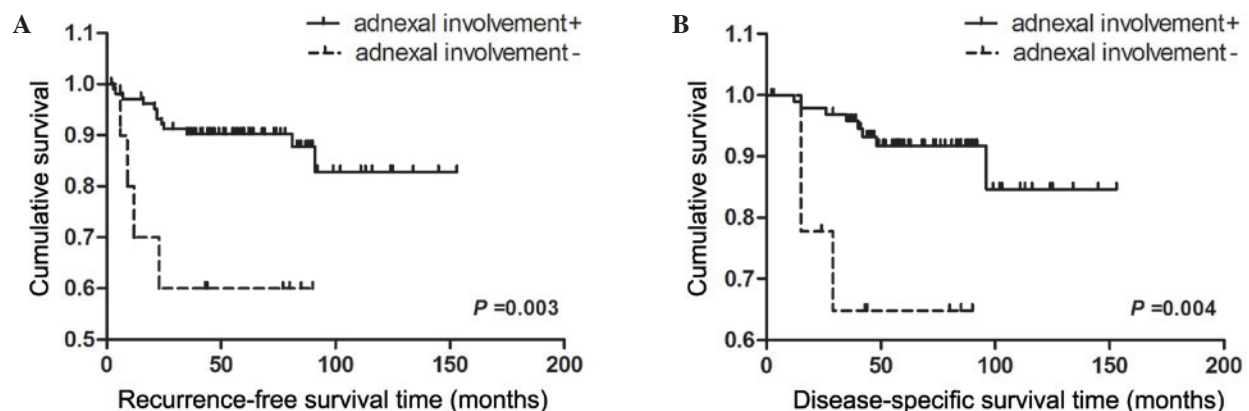 A
adnexal involvement+
adnexal involvement-
1.1
1.0
0.9
0.8
0.7
0.6
0.5
Cumulative survival
P =0.003
0
50
100
150
200
Recurrence-free survival time (months)
B
adnexal involvement+
adnexal involvement-
1.1
1.0
0.9
0.8
0.7
0.6
Cumulative survival
P =0.004
0
50
100
150
200
Disease-specific survival time (months)